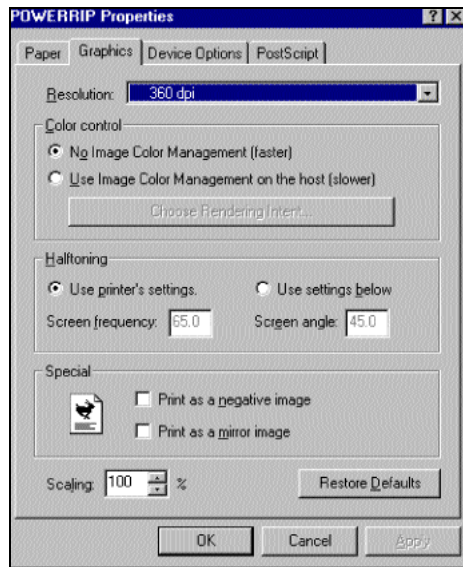 POWERRIP Properties
Paper Graphics Device Options PostScript
Resolution: 360 dpi
Color control
No Image Color Management (faster)
Use Image Color Management on the host (slower)
Choose Rendering Intent...
Halftoning
Use printer's settings. Use settings below
Screen frequency: 65.0 Screen angle: 45.0
Special
Print as a negative image
Print as a mirror image
Scaling: 100 % Restore Defaults
OK Cancel Apply